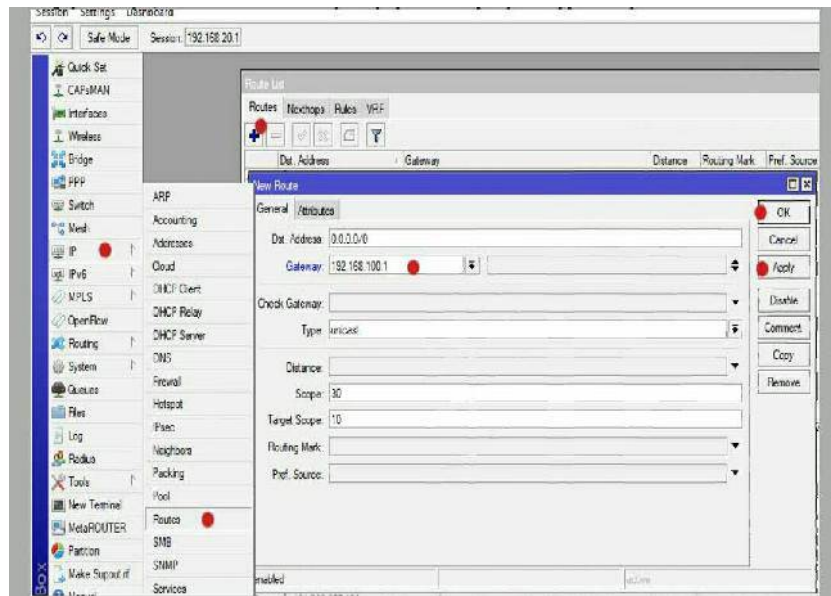 Session Settings Dashboard
Safe Mode Session: 192.168.20.1
Quick Set
CAPsMAN
Interfaces
Wireless
Bridge
PPP
Switch
Mesh
IP
IPv6
MPLS
OpenFlow
Routing
System
Queues
Files
Log
Radius
Tools
New Terminal
MetaROUTER
Partition
Make Supout.rif
Manual
Box
ARP
Accounting
Addresses
Cloud
DHCP Client
DHCP Relay
DHCP Server
DNS
Firewall
Hotspot
IPsec
Neighbors
Packing
Pool
Routes
SMB
SNMP
Services
Route List
Routes Nexthops Rules VRF
Dst. Address Gateway Distance Routing Mark Pref. Source
New Route
General Attributes
Dst. Address: 0.0.0.0/0
Gateway: 192.168.100.1
Check Gateway:
Type: unicast
Distance:
Scope: 30
Target Scope: 10
Routing Mark:
Pref. Source:
OK
Cancel
Apply
Disable
Comment
Copy
Remove
enabled active